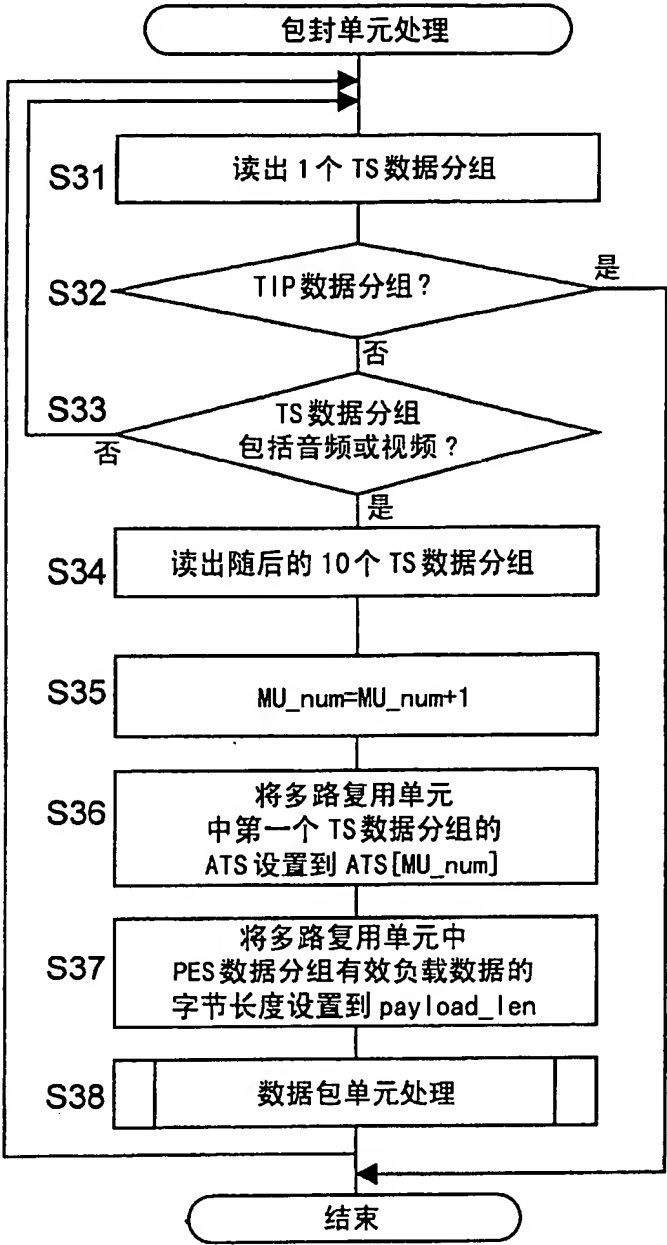 包封单元处理
S31
读出1个TS数据分组
S32
TIP数据分组?
是
否
S33
TS数据分组
包括音频或视频?
否
是
S34
读出随后的10个TS数据分组
S35
MU_num=MU_num+1
S36
将多路复用单元
中第一个TS数据分组的
ATS设置到ATS[MU_num]
S37
将多路复用单元中
PES数据分组有效负载数据的
字节长度设置到payload_len
S38
数据包单元处理
结束